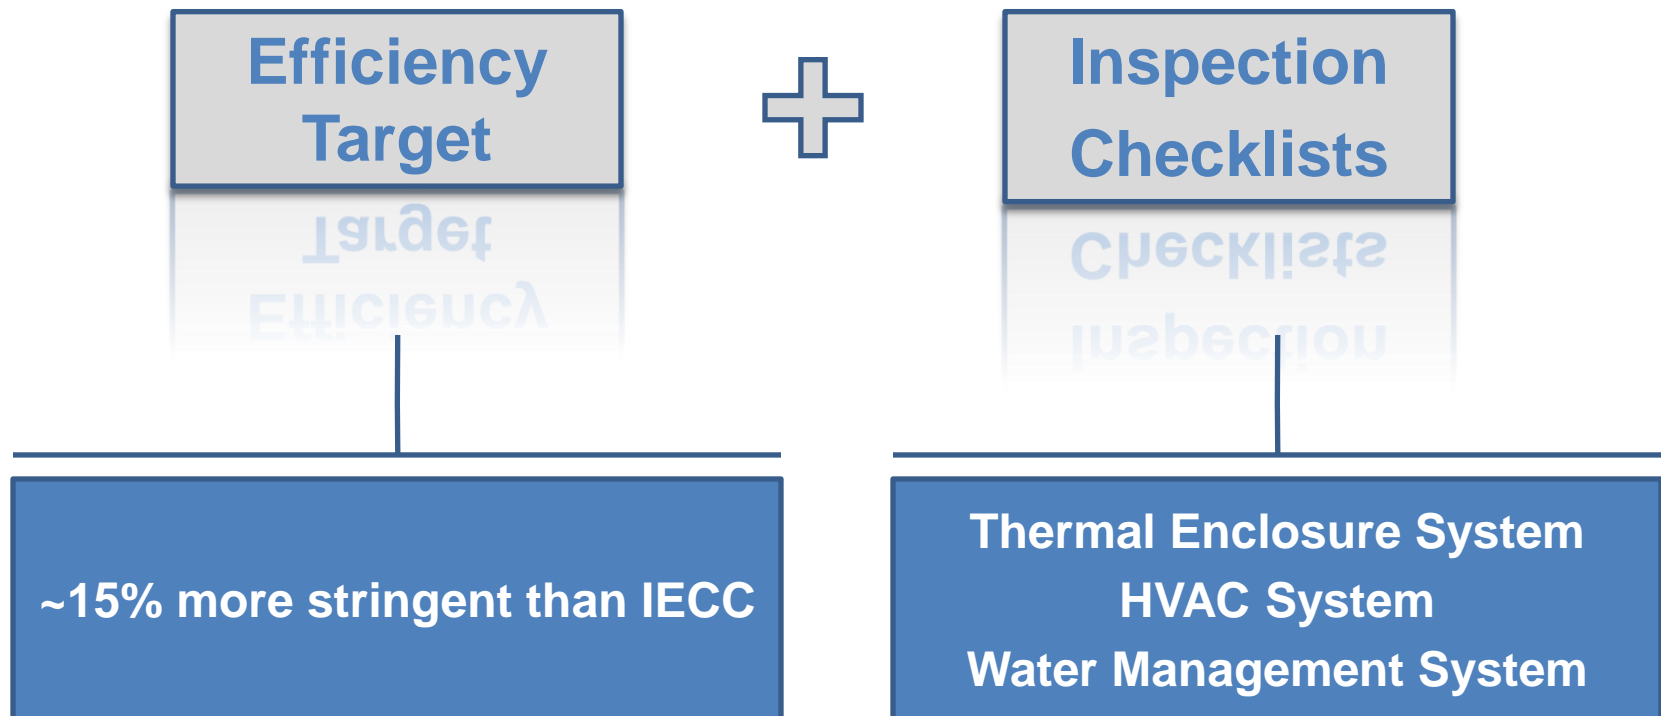 Efficiency
Target
Inspection
Checklists
~15% more stringent than IECC
Thermal Enclosure System
HVAC System
Water Management System